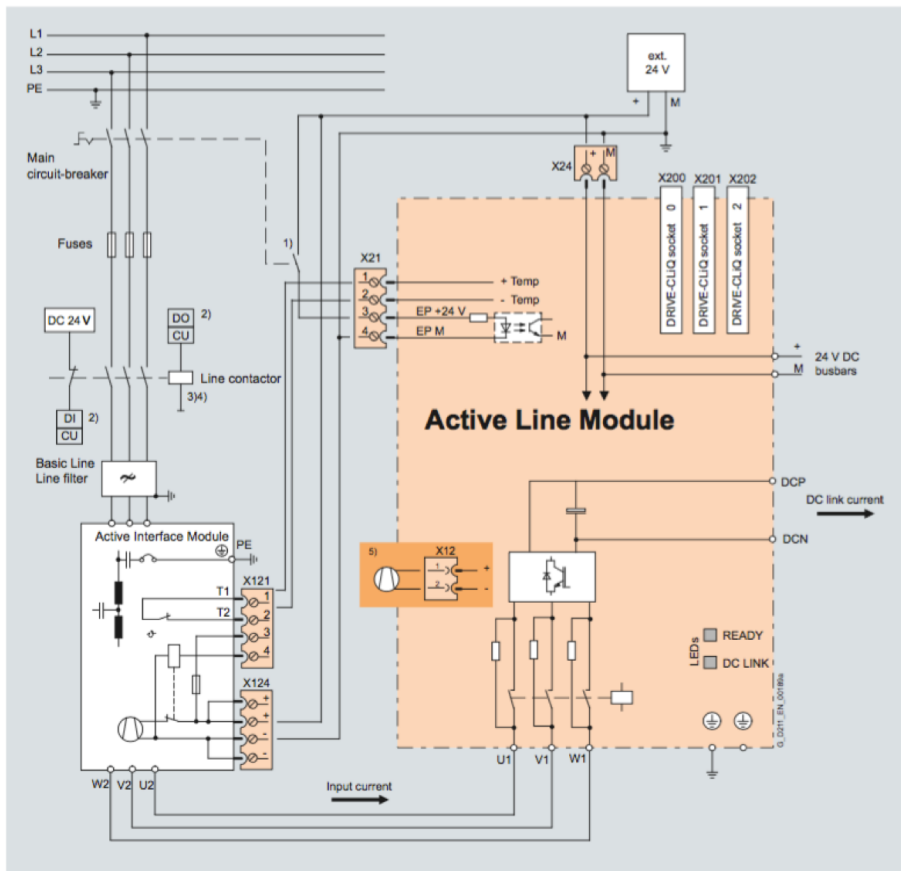 L1
L2
L3
PE
ext.
24 V
+ M
Main
circuit-breaker
X24
+ M
X200 X201 X202
DRIVE-CLiQ socket 0
DRIVE-CLiQ socket 1
DRIVE-CLiQ socket 2
Fuses
1)
X21
1
2
3
4
+ Temp
- Temp
EP +24 V
EP M
M
DC 24 V
DO
CU
2)
Line contactor
3)4)
DI
CU
2)
+
M
24 V DC
busbars
Active Line Module
Basic Line
Line filter
DCP
DC link current
DCN
Active Interface Module
PE
5)
X12
1
2
+
-
X121
T1
T2
1
2
3
4
X124
+
+
-
-
LEDs
READY
DC LINK
G_D211_EN_00189a
U1 V1 W1
W2 V2 U2
Input current